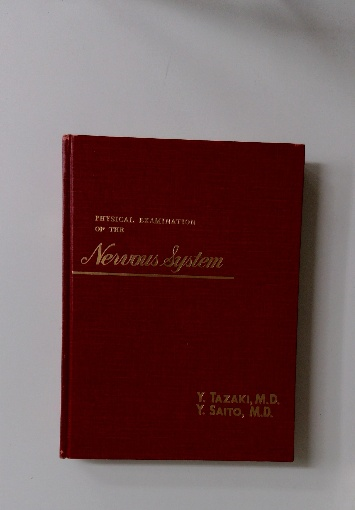 PHYSICAL EXAMINATION
OF THE
Nervous System
Y. TAZAKI, M.D.
Y. SAITO, M.D.